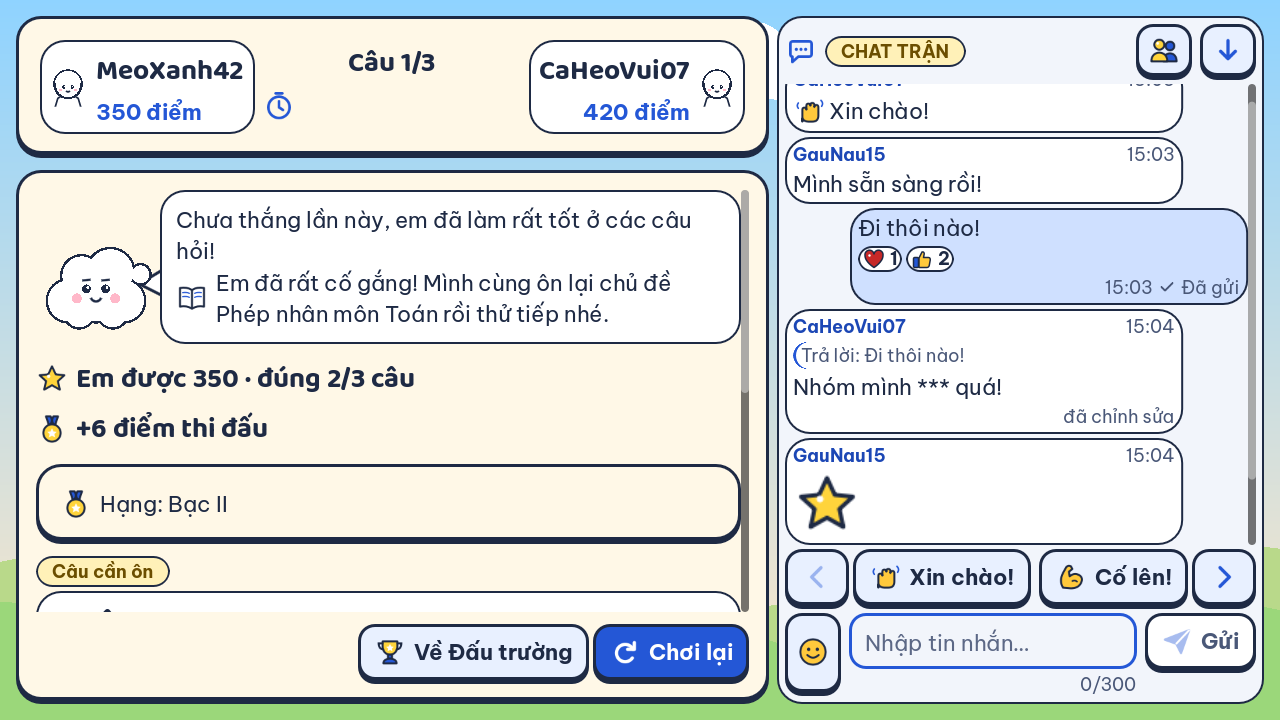 MeoXanh42
350 điểm
Câu 1/3
CaHeoVui07
420 điểm
Chưa thắng lần này, em đã làm rất tốt ở các câu
hỏi!
Em đã rất cố gắng! Mình cùng ôn lại chủ đề
Phép nhân môn Toán rồi thử tiếp nhé.
Em được 350 · đúng 2/3 câu
+6 điểm thi đấu
Hạng: Bạc II
Câu cần ôn
Về Đấu trường
Chơi lại
CHAT TRẬN
Xin chào!
GauNau15 15:03
Mình sẵn sàng rồi!
Đi thôi nào!
1 2
15:03 ✓ Đã gửi
CaHeoVui07 15:04
Trả lời: Đi thôi nào!
Nhóm mình *** quá!
đã chỉnh sửa
GauNau15 15:04
Xin chào!
Cố lên!
Nhập tin nhắn...
Gửi
0/300